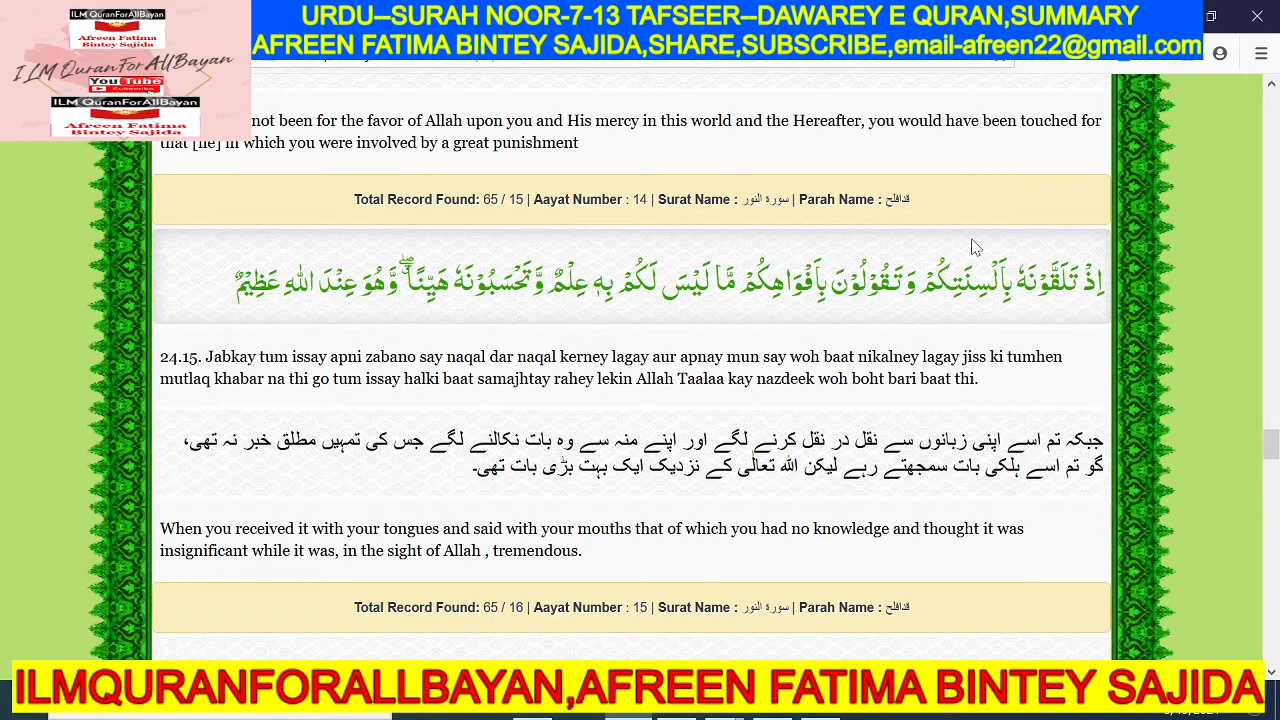 ILM QuranForAllBayan
Afreen Fatima
Bintey Sajida
ILM QuranForAllBayan
You Tube
Subscribe
ILM QuranForAllBayan
Afreen Fatima
Bintey Sajida
URDU--SURAH NOOR-7-13 TAFSEER--DAWREY E QURAN,SUMMARY
AFREEN FATIMA BINTEY SAJIDA,SHARE,SUBSCRIBE,email-afreen22@gmail.com
not been for the favor of Allah upon you and His mercy in this world and the Hereafter, you would have been touched for
that [lie] in which you were involved by a great punishment
Total Record Found: 65 / 15 | Aayat Number : 14 | Surat Name : سورة النور | Parah Name : قدافلح
اِذْ تَلَقَّوْنَهٗ بِاَلْسِنَتِكُمْ وَ تَقُوْلُوْنَ بِاَفْوَاهِكُمْ مَّا لَيْسَ لَكُمْ بِهٖ عِلْمٌ وَّ تَحْسَبُوْنَهٗ هَيِّنًا ۖۗ وَّ هُوَ عِنْدَ اللّٰهِ عَظِيْمٌ
24.15. Jabkay tum issay apni zabano say naqal dar naqal kerney lagay aur apnay mun say woh baat nikalney lagay jiss ki tumhen
mutlaq khabar na thi go tum issay halki baat samajhtay rahey lekin Allah Taalaa kay nazdeek woh boht bari baat thi.
جبکہ تم اسے اپنی زبانوں سے نقل در نقل کرنے لگے اور اپنے منہ سے وہ بات نکالنے لگے جس کی تمہیں مطلق خبر نہ تھی،
گو تم اسے ہلکی بات سمجھتے رہے لیکن اللہ تعالٰی کے نزدیک ایک بہت بڑی بات تھی۔
When you received it with your tongues and said with your mouths that of which you had no knowledge and thought it was
insignificant while it was, in the sight of Allah , tremendous.
Total Record Found: 65 / 16 | Aayat Number : 15 | Surat Name : سورة النور | Parah Name : قدافلح
ILMQURANFORALLBAYAN,AFREEN FATIMA BINTEY SAJIDA